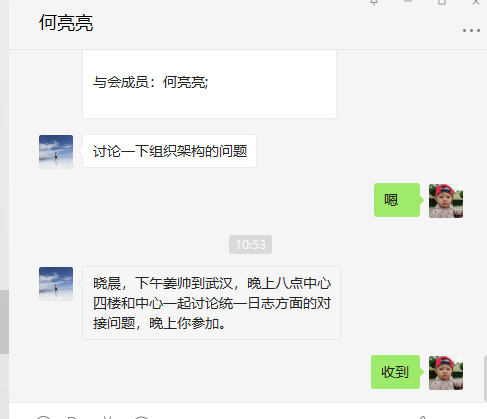 何亮亮
与会成员：何亮亮;
讨论一下组织架构的问题
嗯
10:53
晓晨，下午姜帅到武汉，晚上八点中心
四楼和中心一起讨论统一日志方面的对
接问题，晚上你参加。
收到